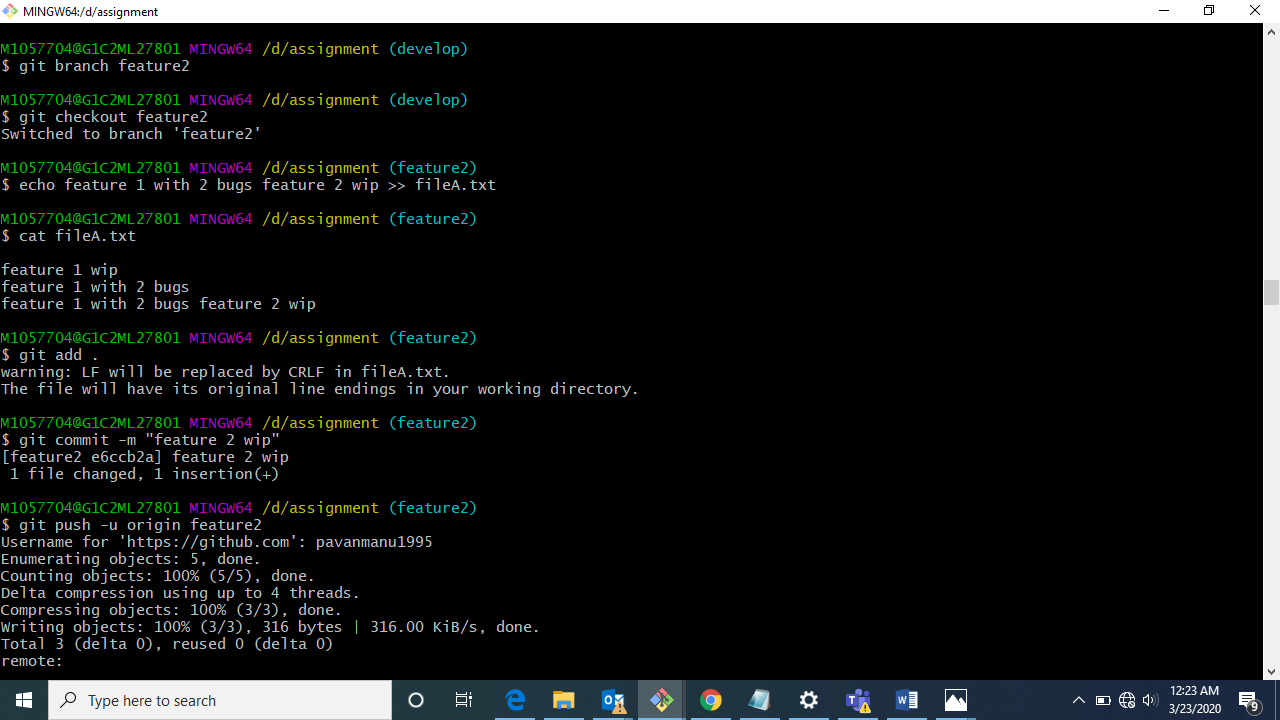 MINGW64:/d/assignment
M1057704@G1C2ML27801 MINGW64 /d/assignment (develop)
$ git branch feature2
M1057704@G1C2ML27801 MINGW64 /d/assignment (develop)
$ git checkout feature2
Switched to branch 'feature2'
M1057704@G1C2ML27801 MINGW64 /d/assignment (feature2)
$ echo feature 1 with 2 bugs feature 2 wip >> fileA.txt
M1057704@G1C2ML27801 MINGW64 /d/assignment (feature2)
$ cat fileA.txt
feature 1 wip
feature 1 with 2 bugs
feature 1 with 2 bugs feature 2 wip
M1057704@G1C2ML27801 MINGW64 /d/assignment (feature2)
$ git add .
warning: LF will be replaced by CRLF in fileA.txt.
The file will have its original line endings in your working directory.
M1057704@G1C2ML27801 MINGW64 /d/assignment (feature2)
$ git commit -m "feature 2 wip"
[feature2 e6ccb2a] feature 2 wip
 1 file changed, 1 insertion(+)
M1057704@G1C2ML27801 MINGW64 /d/assignment (feature2)
$ git push -u origin feature2
Username for 'https://github.com': pavanmanu1995
Enumerating objects: 5, done.
Counting objects: 100% (5/5), done.
Delta compression using up to 4 threads.
Compressing objects: 100% (3/3), done.
Writing objects: 100% (3/3), 316 bytes | 316.00 KiB/s, done.
Total 3 (delta 0), reused 0 (delta 0)
remote:
Type here to search
12:23 AM
3/23/2020
9